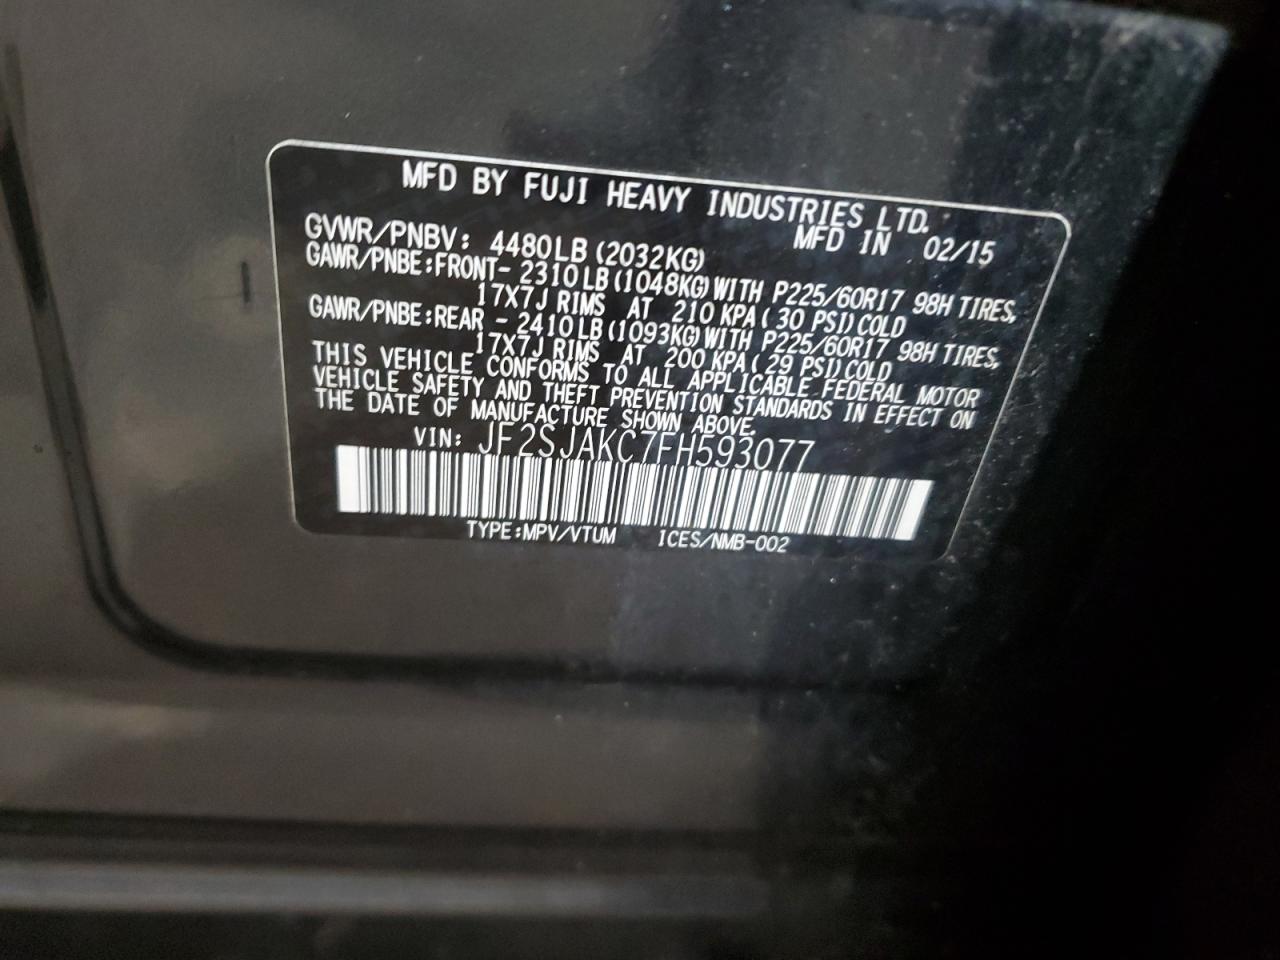 MFD BY FUJI HEAVY INDUSTRIES LTD.
MFD IN 02/15
GVWR/PNBV: 4480LB (2032KG)
GAWR/PNBE:FRONT- 2310LB (1048KG) WITH P225/60R17 98H TIRES,
17X7J RIMS AT 210 KPA (30 PSI) COLD
GAWR/PNBE:REAR - 2410LB (1093KG) WITH P225/60R17 98H TIRES,
17X7J RIMS AT 200 KPA (29 PSI) COLD
THIS VEHICLE CONFORMS TO ALL APPLICABLE FEDERAL MOTOR
VEHICLE SAFETY AND THEFT PREVENTION STANDARDS IN EFFECT ON
THE DATE OF MANUFACTURE SHOWN ABOVE.
VIN: JF2SJAKC7FH593077
TYPE:MPV/VTUM ICES/NMB-002